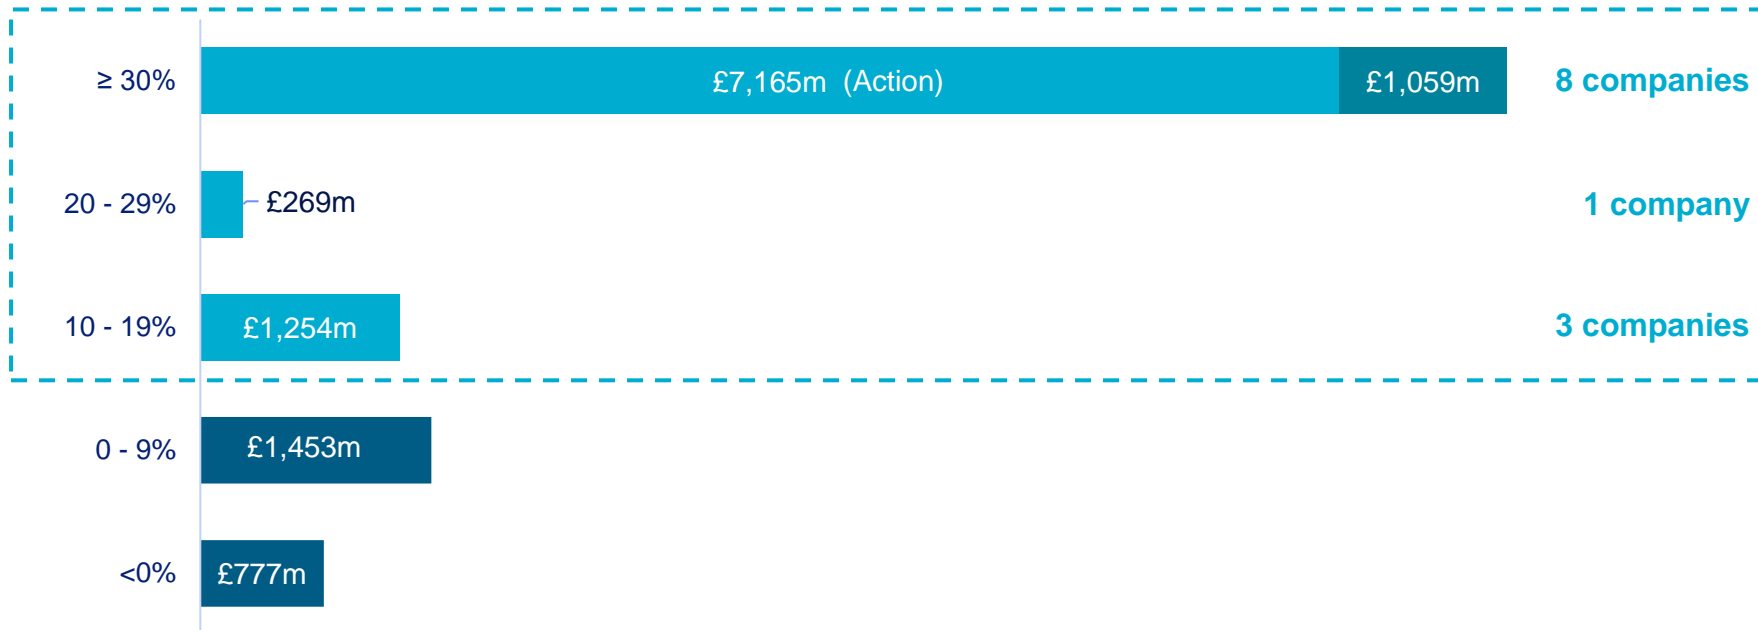 ≥ 30% £7,165m (Action) £1,059m 8 companies
20 - 29% £269m 1 company
10 - 19% £1,254m 3 companies
0 - 9% £1,453m
<0% £777m